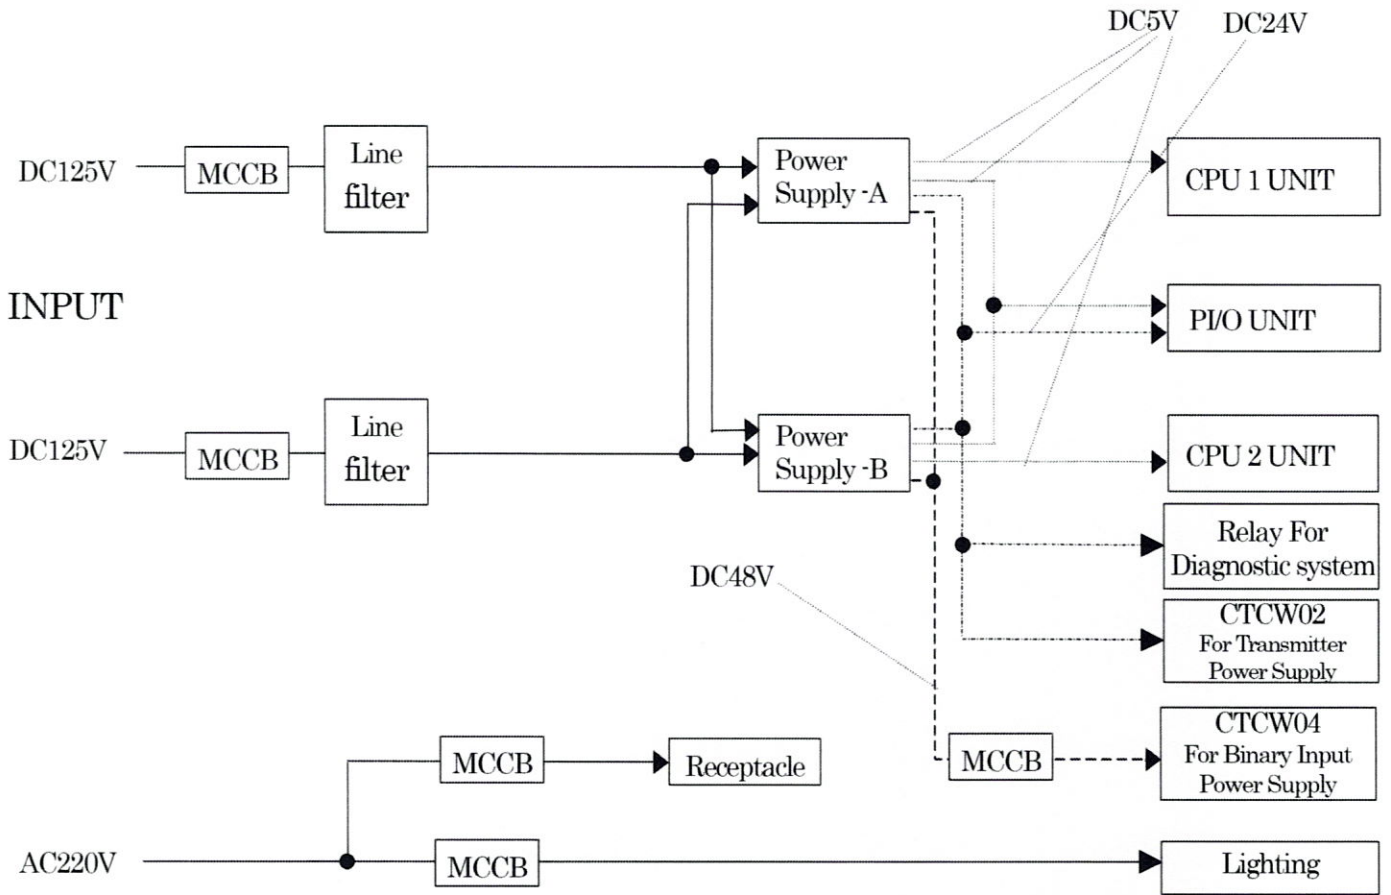 DC5V
DC24V
DC125V
MCCB
Line
filter
Power
Supply -A
CPU 1 UNIT
INPUT
PI/O UNIT
DC125V
MCCB
Line
filter
Power
Supply -B
CPU 2 UNIT
Relay For
Diagnostic system
DC48V
CTCW02
For Transmitter
Power Supply
CTCW04
For Binary Input
Power Supply
MCCB
Receptacle
MCCB
AC220V
MCCB
Lighting